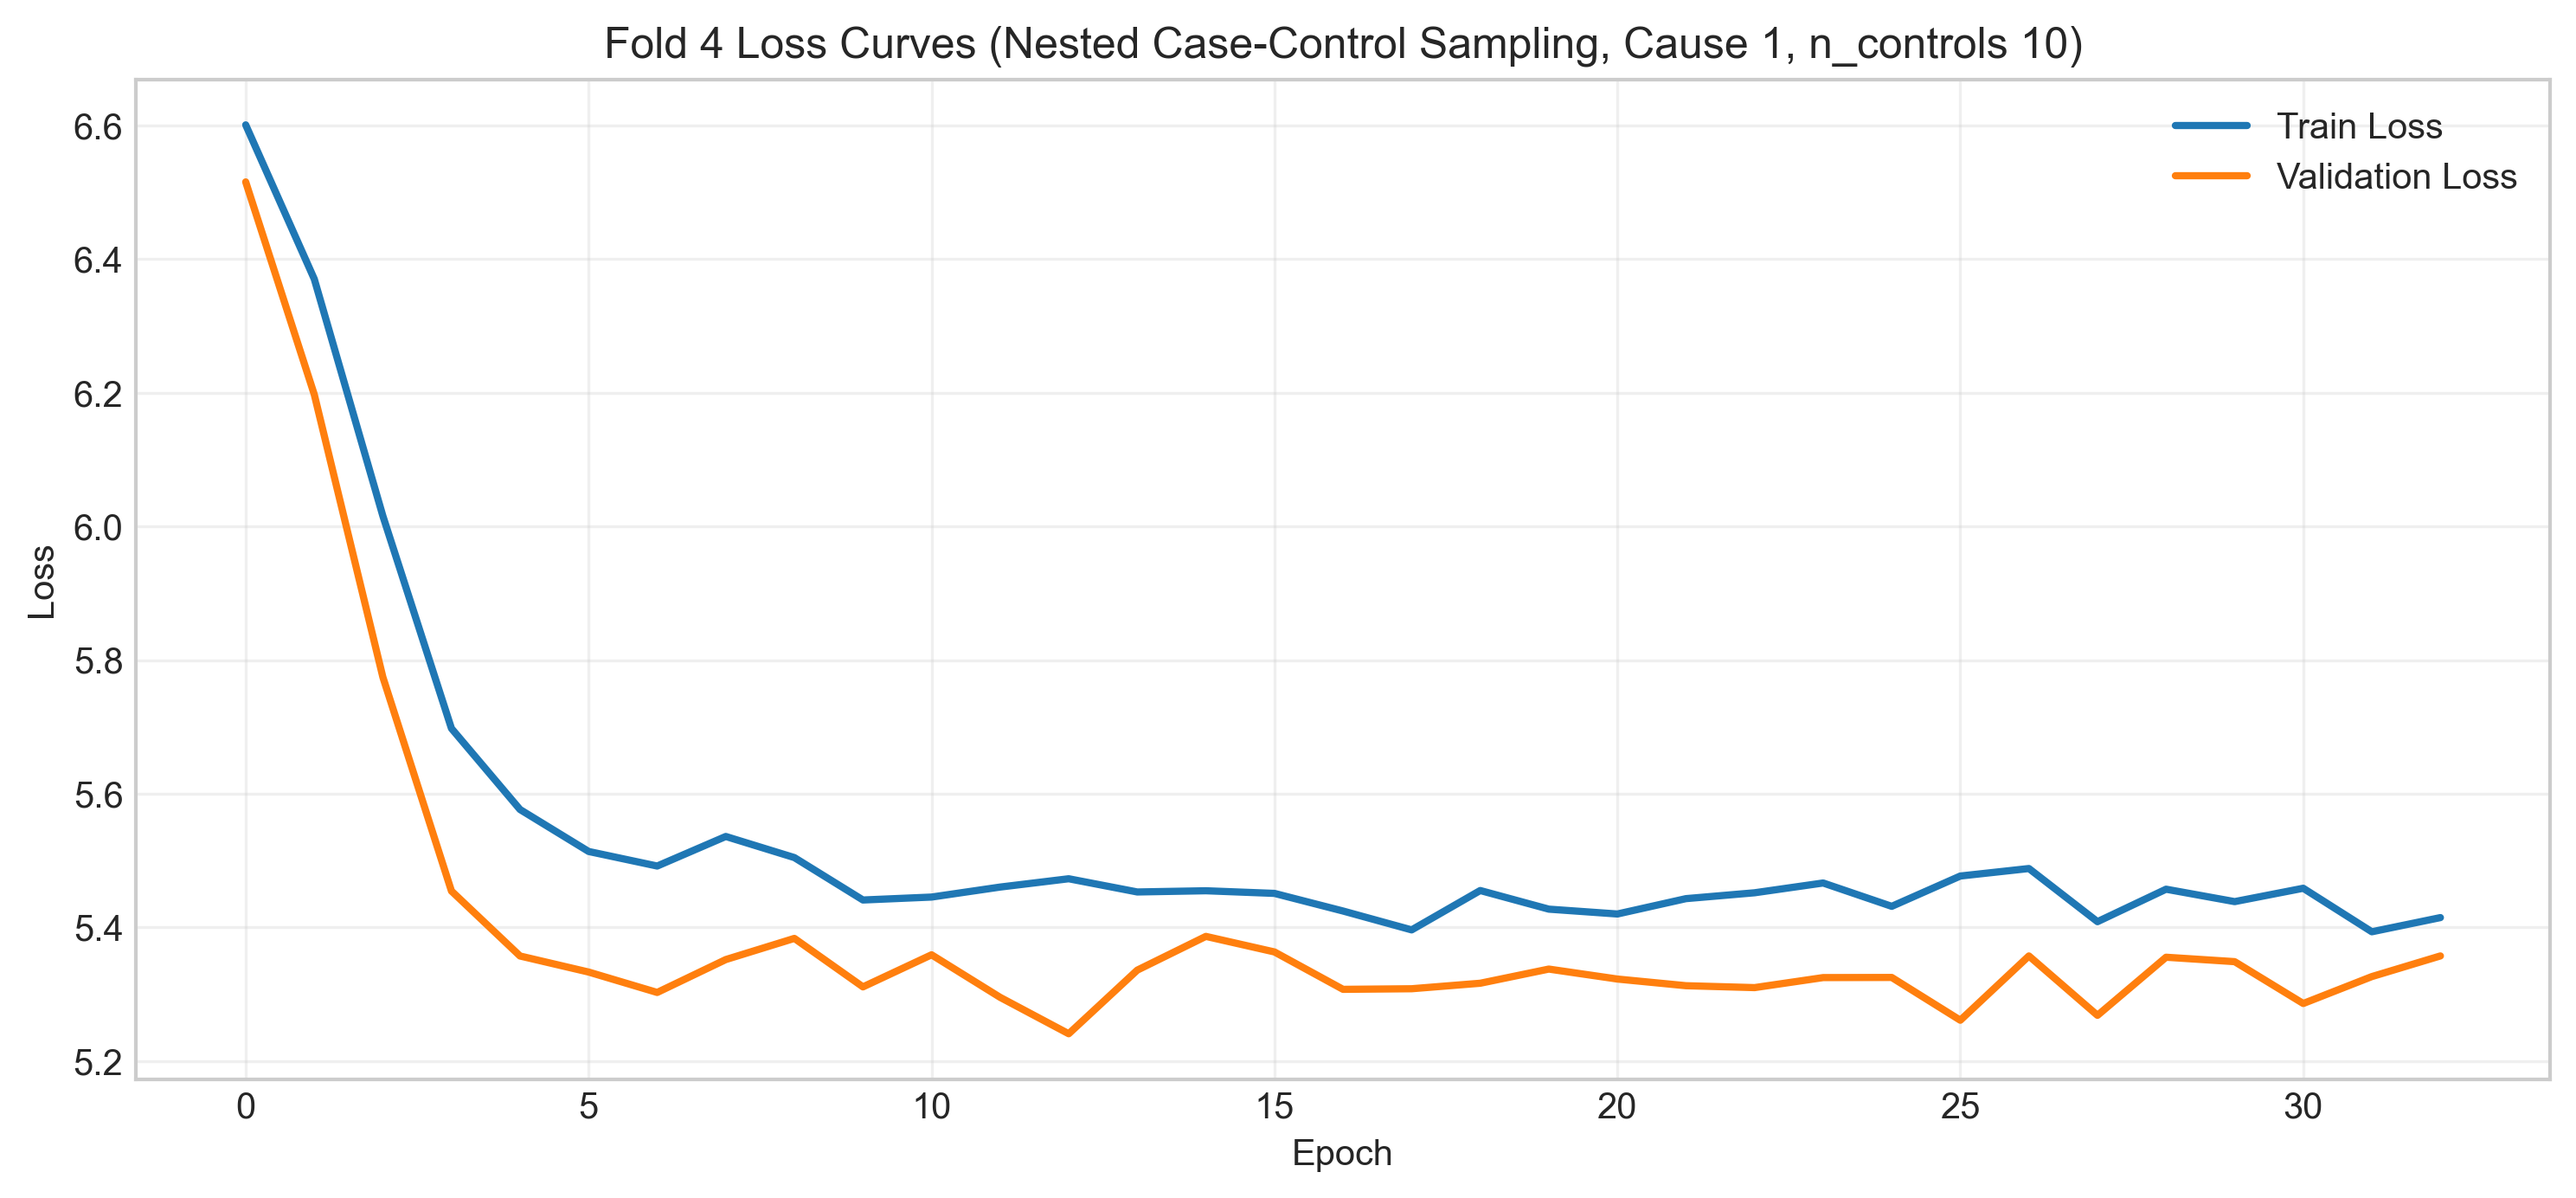 Fold 4 Loss Curves (Nested Case-Control Sampling, Cause 1, n_controls 10)
Train Loss
Validation Loss
Loss
6.6
6.4
6.2
6.0
5.8
5.6
5.4
5.2
0 5 10 15 20 25 30
Epoch